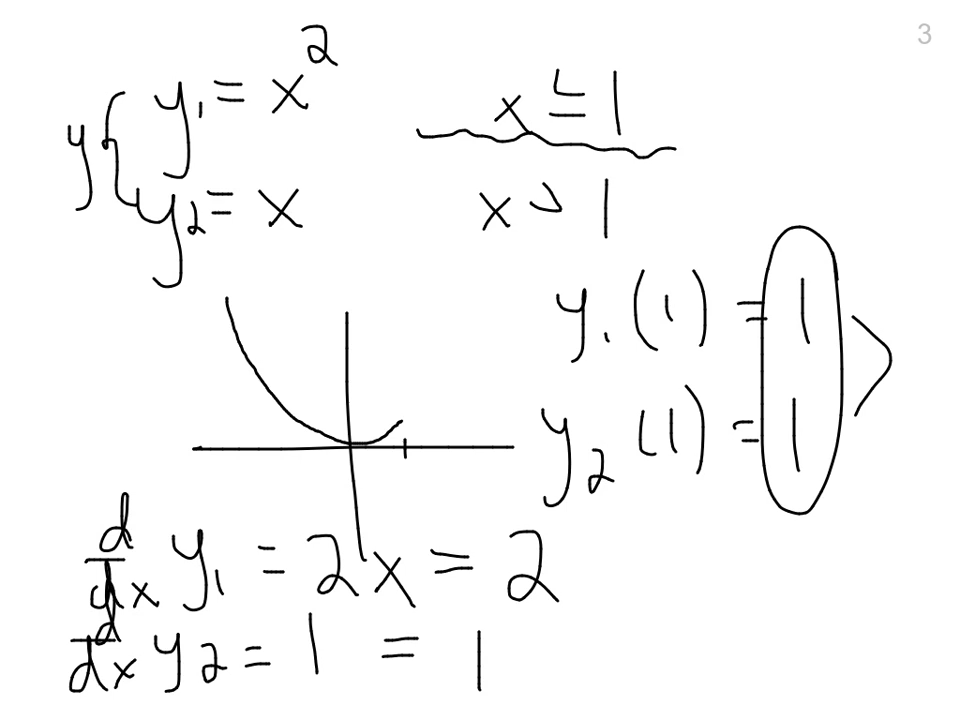 3
y { y₁ = x²    x ≤ 1
y₂ = x    x > 1
y₁(1) = 1
y₂(1) = 1
d/dx y₁ = 2x = 2
d/dx y₂ = 1 = 1